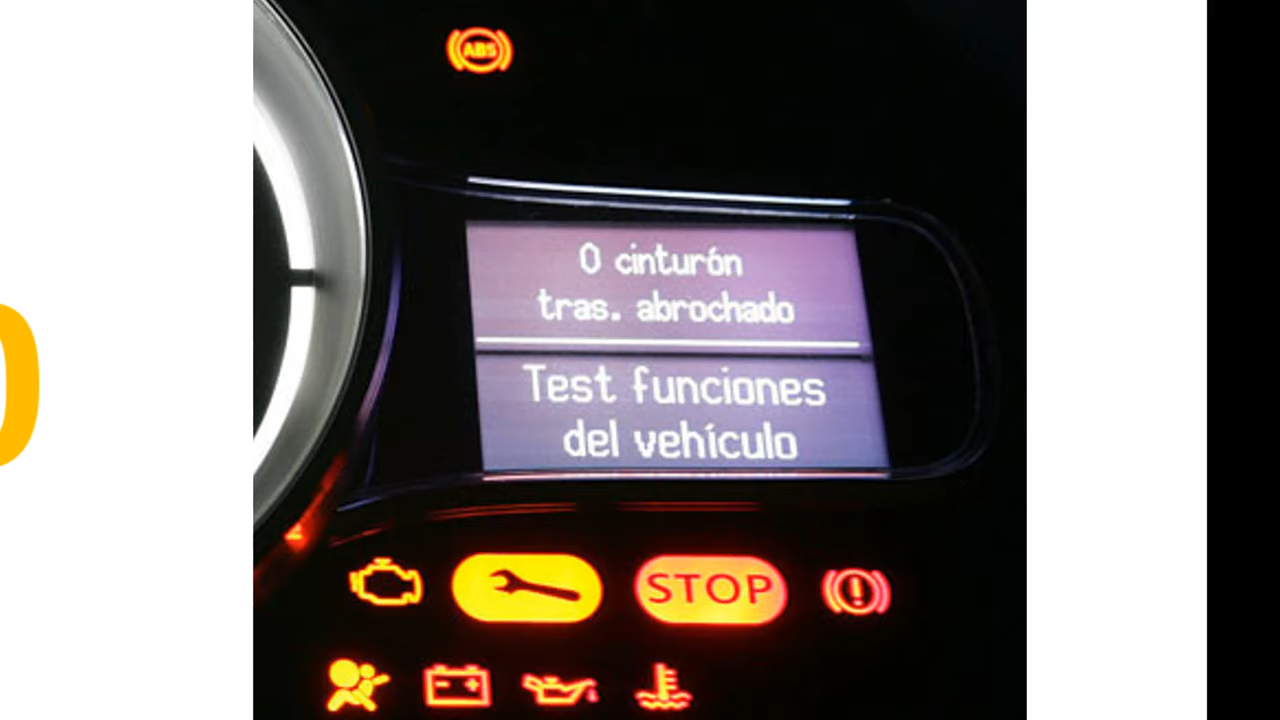 ABS
0 cinturón
tras. abrochado
Test funciones
del vehículo
STOP